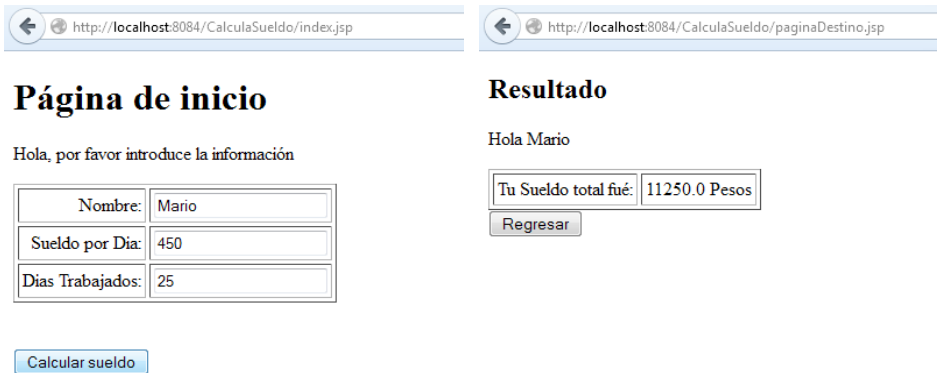 http://localhost:8084/CalculaSueldo/index.jsp
Página de inicio
Hola, por favor introduce la información
Nombre: Mario
Sueldo por Dia: 450
Dias Trabajados: 25
Calcular sueldo
http://localhost:8084/CalculaSueldo/paginaDestino.jsp
Resultado
Hola Mario
Tu Sueldo total fué: 11250.0 Pesos
Regresar